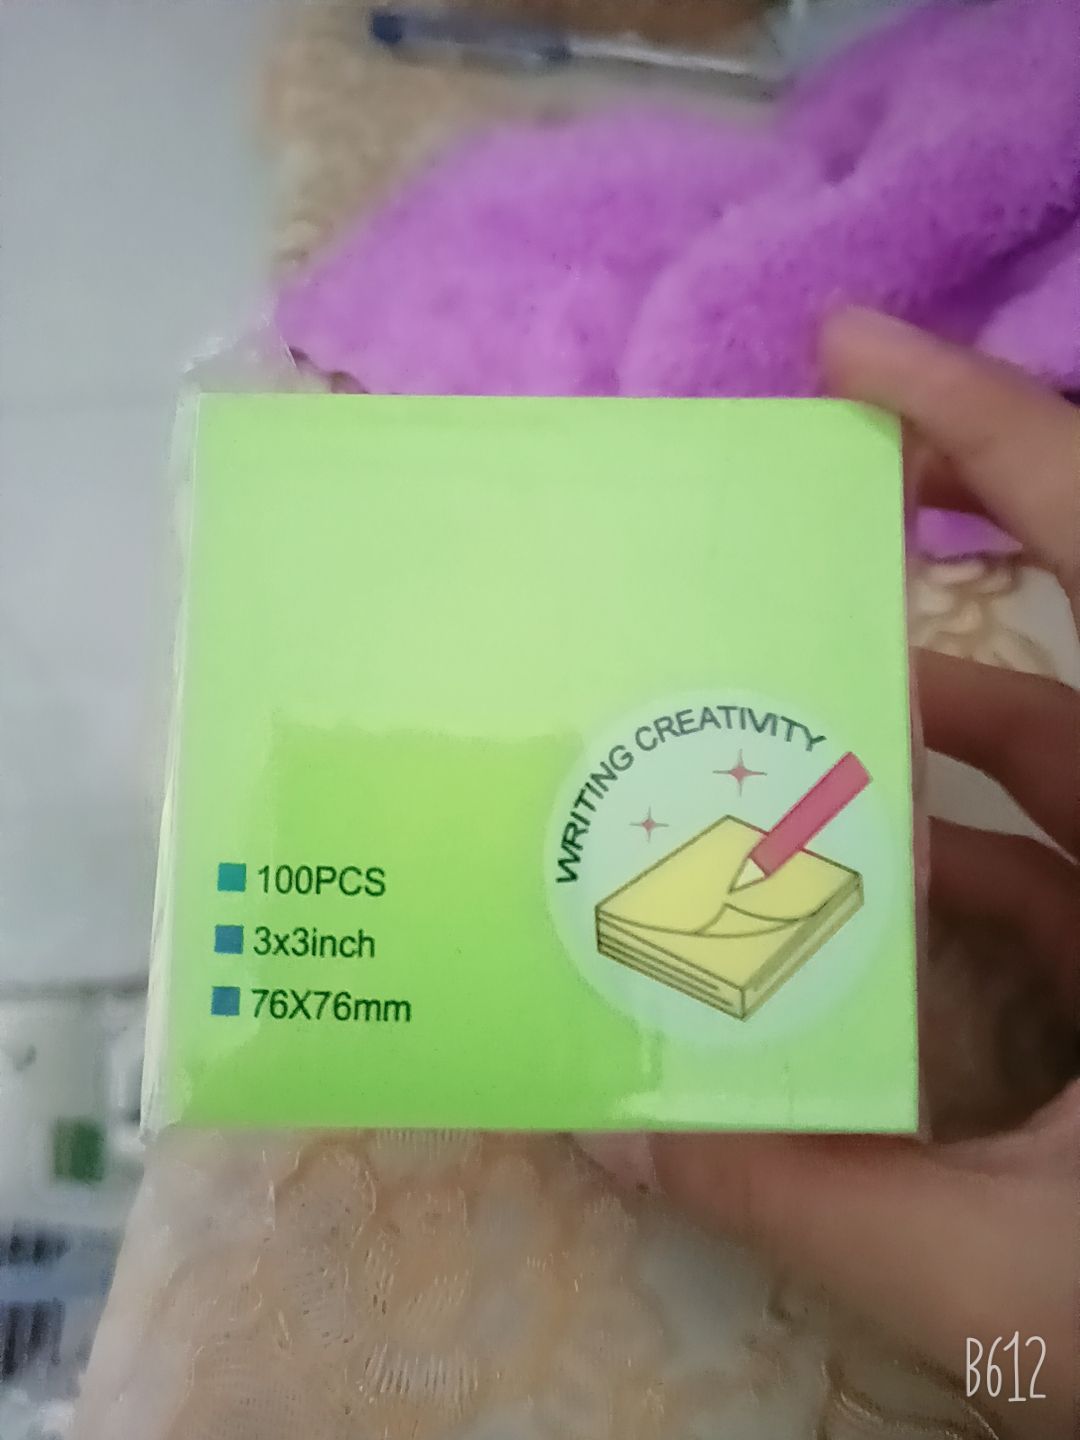 WRITING CREATIVITY
100PCS
3x3inch
76X76mm
B612